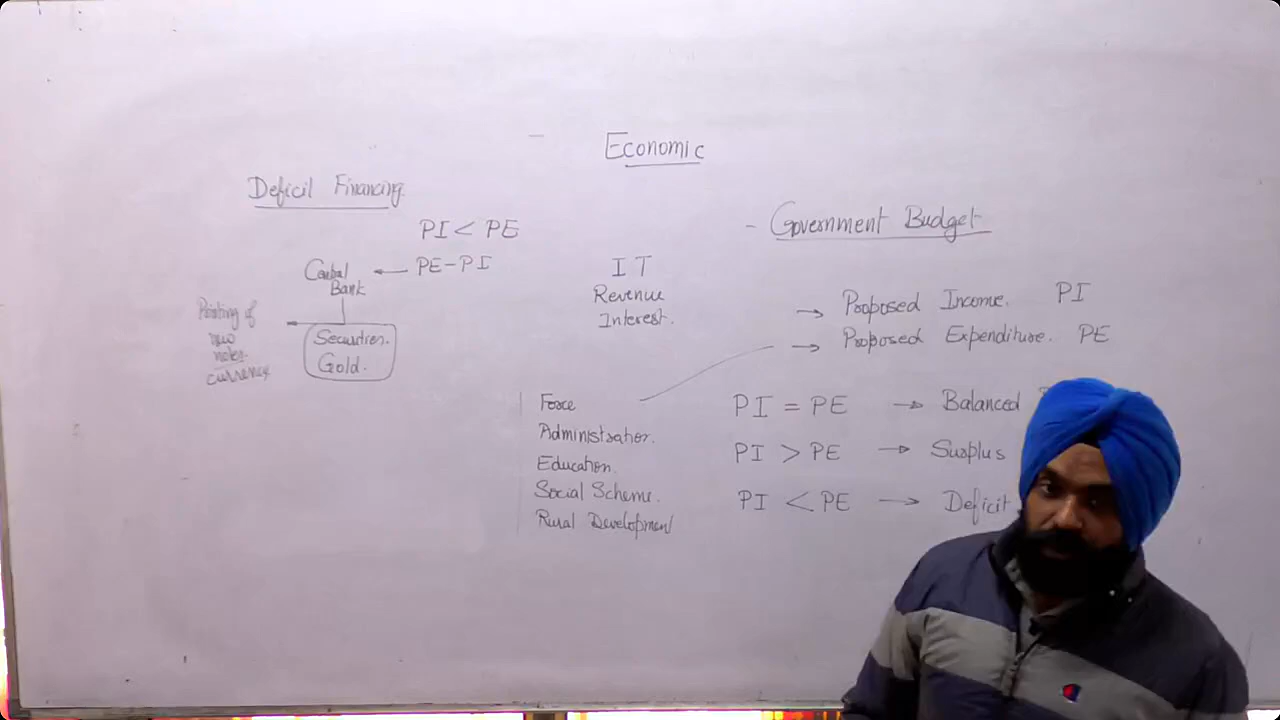 Economic
Deficil Financing
PI < PE
PE-PI
Central
Bank
Printing of
new
notes.
currency
Securities.
Gold.
I T
Revenue
Interest.
- Government Budget
→ Proposed Income. PI
→ Proposed Expenditure. PE
Force
Administration.
Education.
Social Scheme.
Rural Development
PI = PE → Balanced
PI > PE → Surplus
PI < PE → Deficit